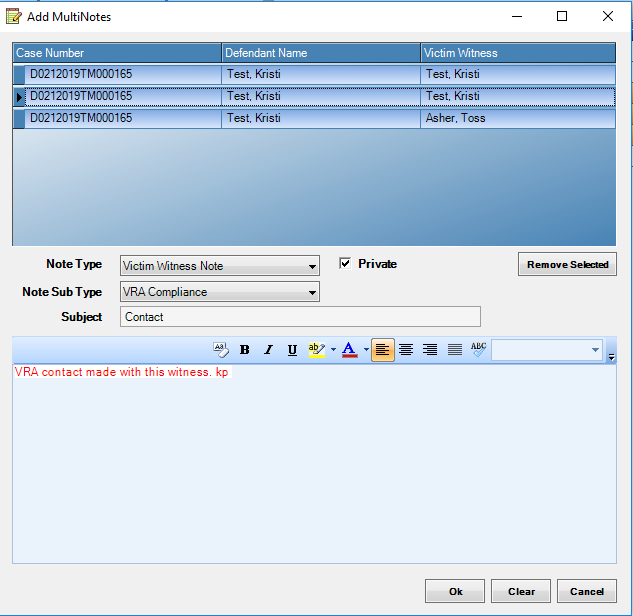 Add MultiNotes
Case Number Defendant Name Victim Witness
D0212019TM000165 Test, Kristi Test, Kristi
D0212019TM000165 Test, Kristi Test, Kristi
D0212019TM000165 Test, Kristi Asher, Toss
Note Type Victim Witness Note Private Remove Selected
Note Sub Type VRA Compliance
Subject Contact
B I U ab A ABC
VRA contact made with this witness. kp
Ok Clear Cancel